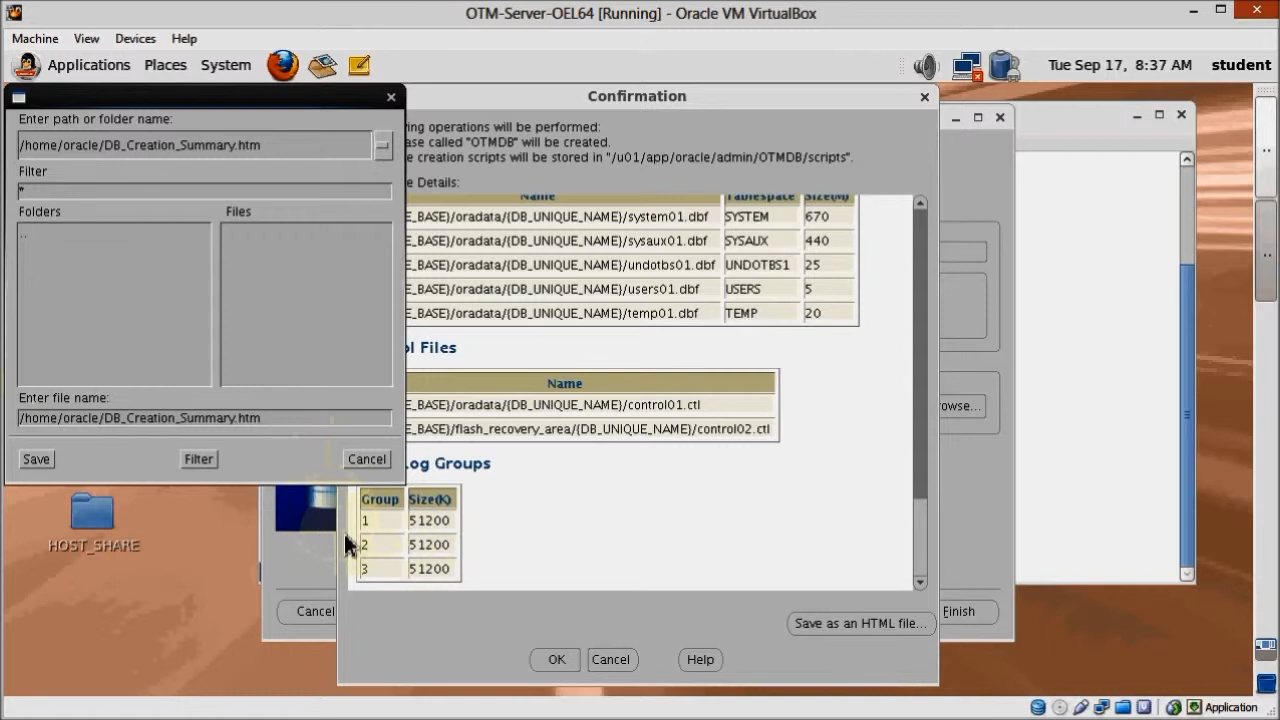 OTM-Server-OEL64 [Running] - Oracle VM VirtualBox
Machine View Devices Help
Applications Places System
Tue Sep 17, 8:37 AM student
Enter path or folder name:
/home/oracle/DB_Creation_Summary.htm
Filter
*
Folders Files
..
Enter file name:
/home/oracle/DB_Creation_Summary.htm
Save Filter Cancel
Confirmation
ing operations will be performed:
ase called "OTMDB" will be created.
e creation scripts will be stored in "/u01/app/oracle/admin/OTMDB/scripts".
e Details:
Name Tablespace Size(M)
E_BASE}/oradata/{DB_UNIQUE_NAME}/system01.dbf SYSTEM 670
E_BASE}/oradata/{DB_UNIQUE_NAME}/sysaux01.dbf SYSAUX 440
E_BASE}/oradata/{DB_UNIQUE_NAME}/undotbs01.dbf UNDOTBS1 25
E_BASE}/oradata/{DB_UNIQUE_NAME}/users01.dbf USERS 5
E_BASE}/oradata/{DB_UNIQUE_NAME}/temp01.dbf TEMP 20
ol Files
Name
E_BASE}/oradata/{DB_UNIQUE_NAME}/control01.ctl
E_BASE}/flash_recovery_area/{DB_UNIQUE_NAME}/control02.ctl
Log Groups
Group Size(K)
1 51200
2 51200
3 51200
Save as an HTML file...
OK Cancel Help
owse...
Cancel
Finish
HOST_SHARE
Application